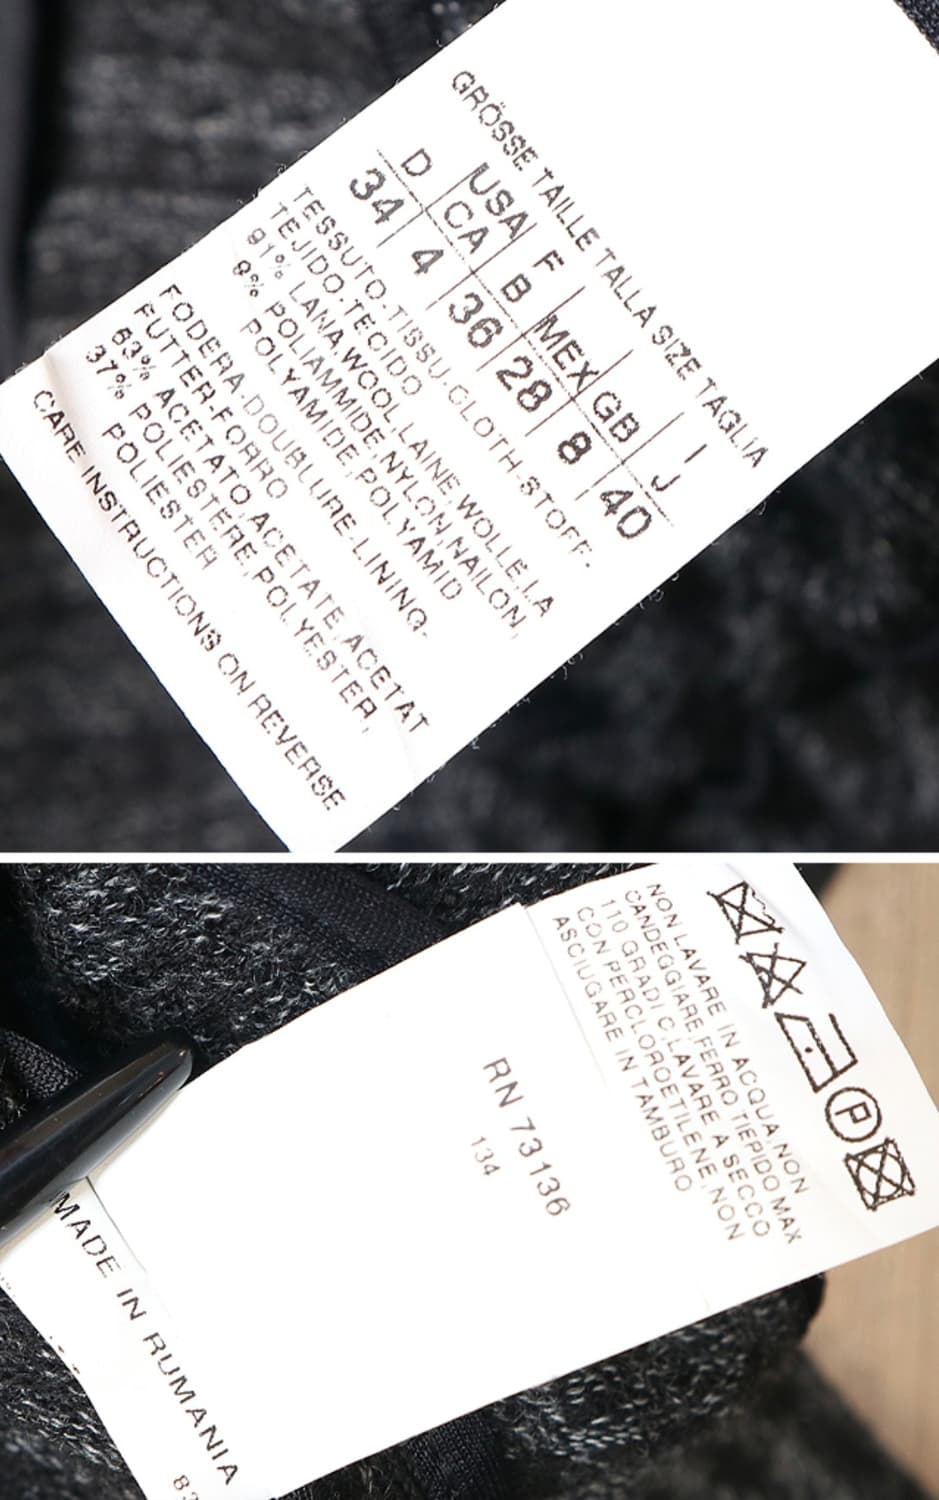 GRÖSSE TAILLE TALLA SIZE TAGLIA
D USA CA F B MEX GB I J
34 4 36 28 8 40
TESSUTO-TISSU.CLOTH.STOFF.
TEJIDO-TECIDO
91% LANA,WOOL,LAINE,WOLLE,LA
9% POLIAMMIDE,NYLON,NAILON,
POLYAMIDE,POLYAMID
FODERA-DOUBLURE-LINING-
FUTTER-FORRO
63% ACETATO,ACETATE,ACETAT
37% POLIESTERE,POLYESTER,
POLIESTER
CARE INSTRUCTIONS ON REVERSE
NON LAVARE IN ACQUA,NON
CANDEGGIARE,FERRO TIEPIDO MAX
110 GRADI C,LAVARE A SECCO
CON PERCLOROETILENE,NON
ASCIUGARE IN TAMBURO
P
RN 73136
134
MADE IN RUMANIA